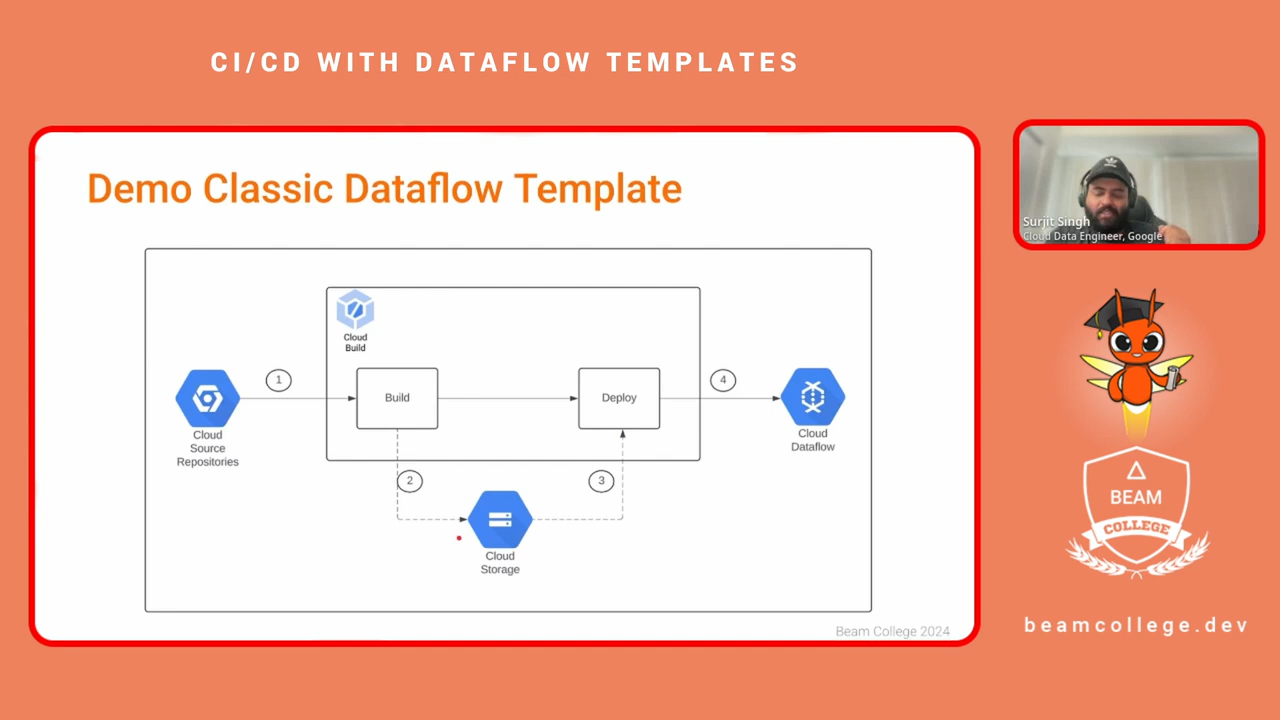 CI/CD WITH DATAFLOW TEMPLATES
Demo Classic Dataflow Template
Cloud
Build
1
Build
Deploy
4
Cloud
Source
Repositories
Cloud
Dataflow
2
3
Cloud
Storage
Beam College 2024
Surjit Singh
Cloud Data Engineer, Google
BEAM
COLLEGE
beamcollege.dev